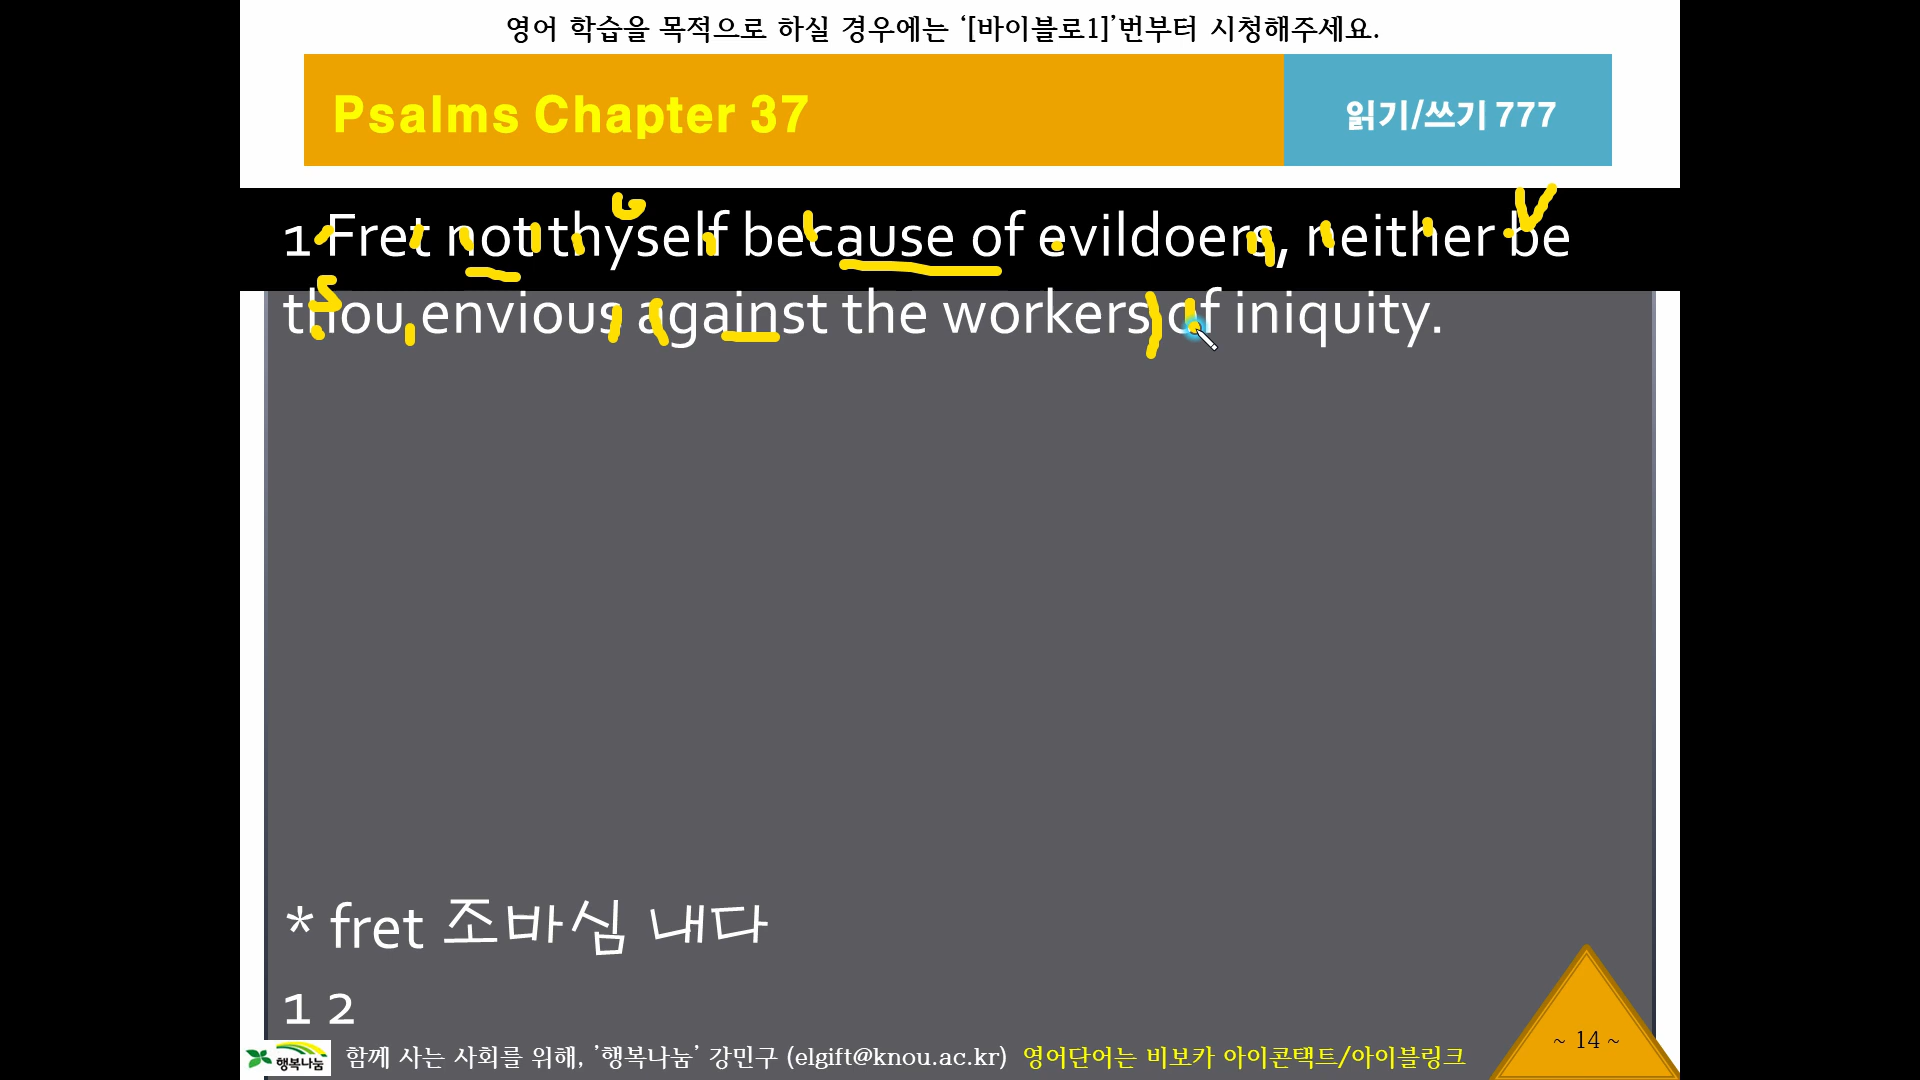 영어 학습을 목적으로 하실 경우에는 ‘[바이블로1]’번부터 시청해주세요.
Psalms Chapter 37
읽기/쓰기 777
1 Fret not thyself because of evildoers, neither be
thou envious against the workers of iniquity.
* fret 조바심 내다
1 2
~ 14 ~
행복나눔
함께 사는 사회를 위해, ’행복나눔’ 강민구 (elgift@knou.ac.kr) 영어단어는 비보카 아이콘택트/아이블링크